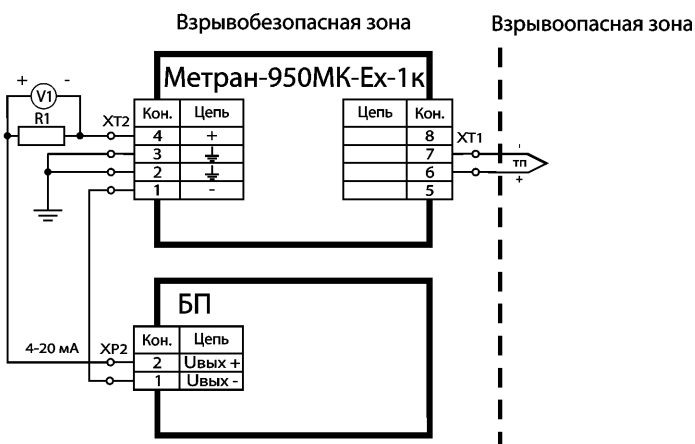 Взрывобезопасная зона
Взрывоопасная зона
Метран-950МК-Ex-1к
+ -
V1
R1
XT2
Кон. Цепь
4 +
3
2
1 -
Цепь Кон.
8
7
6
5
XT1
-
ТП
+
БП
4-20 мА
XP2
Кон. Цепь
2 Uвых +
1 Uвых -